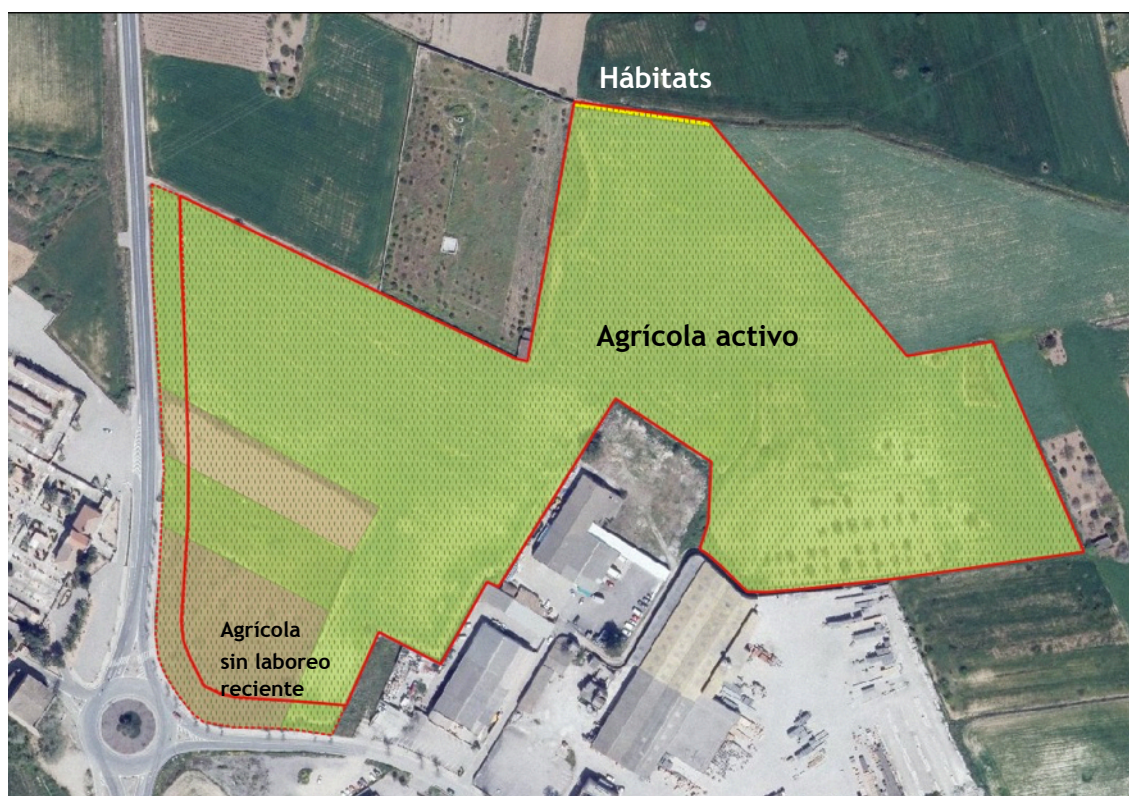 Hábitats
Agrícola activo
Agrícola
sin laboreo
reciente